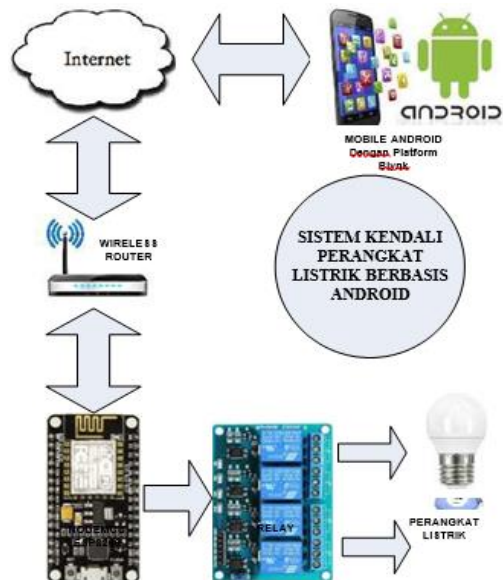 Internet
ANDROID
MOBILE ANDROID
Dengan Platform
Blynk
WIRELESS
ROUTER
SISTEM KENDALI
PERANGKAT
LISTRIK BERBASIS
ANDROID
RELAY
PERANGKAT
LISTRIK